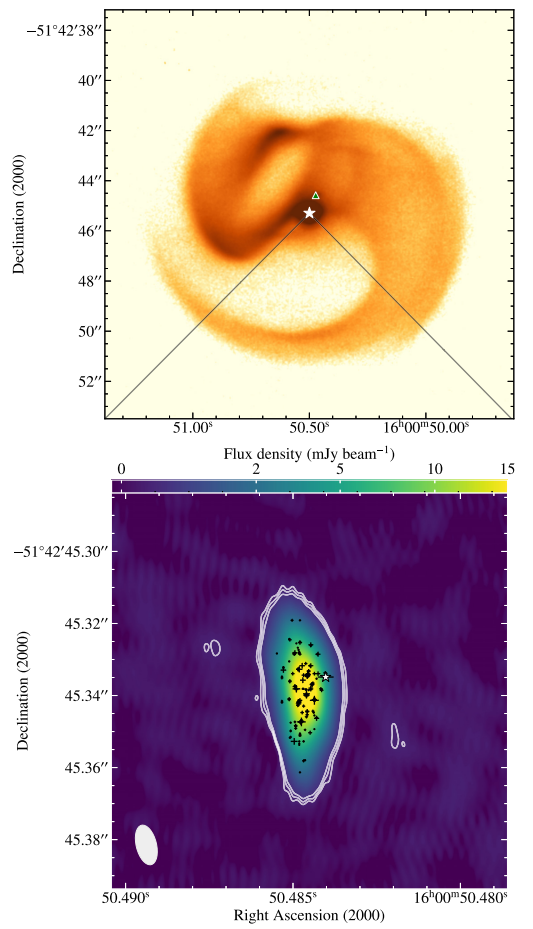 −51°42′38′′
40′′
42′′
44′′
46′′
48′′
50′′
52′′
Declination (2000)
51.00ˢ
50.50ˢ
16ʰ00ᵐ50.00ˢ
Flux density (mJy beam⁻¹)
0
2
5
10
15
−51°42′45.30′′
45.32′′
45.34′′
45.36′′
45.38′′
Declination (2000)
50.490ˢ
50.485ˢ
16ʰ00ᵐ50.480ˢ
Right Ascension (2000)